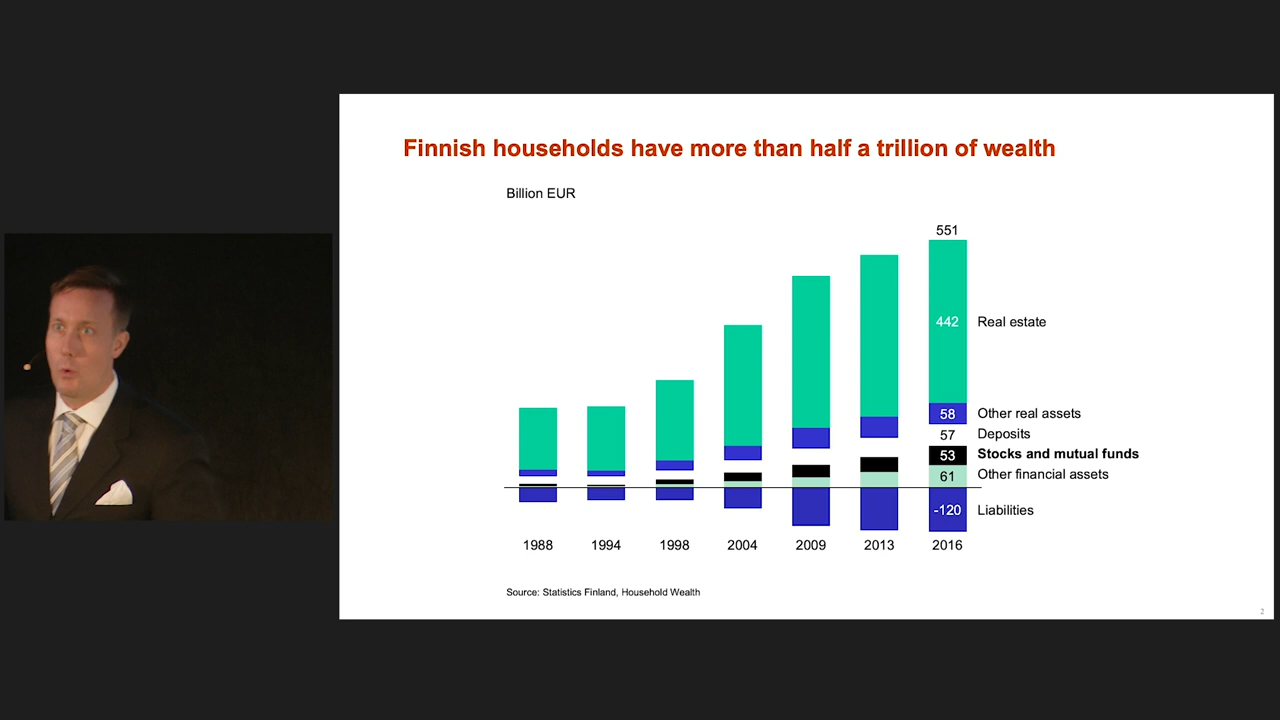 Finnish households have more than half a trillion of wealth
Billion EUR
551
442 Real estate
58 Other real assets
57 Deposits
53 Stocks and mutual funds
61 Other financial assets
-120 Liabilities
1988 1994 1998 2004 2009 2013 2016
Source: Statistics Finland, Household Wealth
2